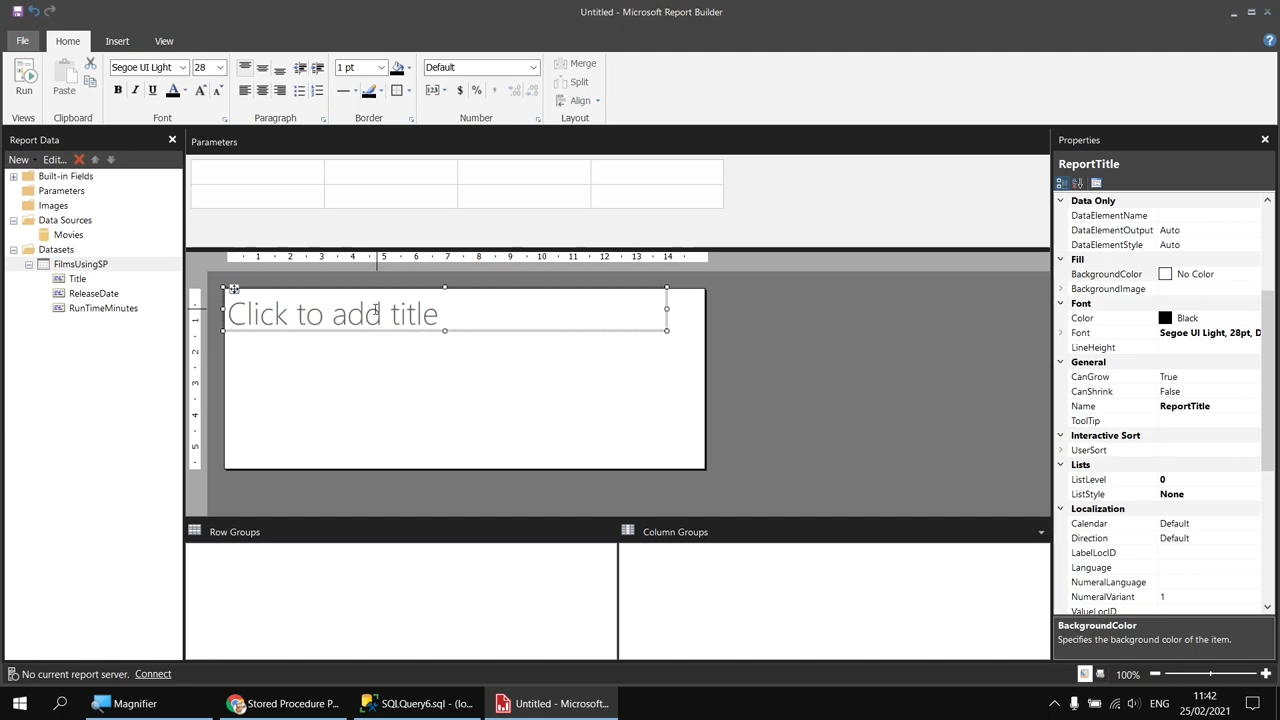 Untitled - Microsoft Report Builder
File
Home
Insert
View
Run
Paste
Segoe UI Light
28
1 pt
Default
Merge
Split
Align
Views
Clipboard
Font
Paragraph
Border
Number
Layout
Report Data
New
Edit...
Built-in Fields
Parameters
Images
Data Sources
Movies
Datasets
FilmsUsingSP
Title
ReleaseDate
RunTimeMinutes
Parameters
1 2 3 4 5 6 7 8 9 10 11 12 13 14
1
2
3
4
5
Click to add title
Row Groups
Column Groups
Properties
ReportTitle
Data Only
DataElementName
DataElementOutput Auto
DataElementStyle Auto
Fill
BackgroundColor No Color
BackgroundImage
Font
Color Black
Font Segoe UI Light, 28pt, D
LineHeight
General
CanGrow True
CanShrink False
Name ReportTitle
ToolTip
Interactive Sort
UserSort
Lists
ListLevel 0
ListStyle None
Localization
Calendar Default
Direction Default
LabelLocID
Language
NumeralLanguage
NumeralVariant 1
ValueLocID
BackgroundColor
Specifies the background color of the item.
No current report server. Connect
100%
Magnifier
Stored Procedure P...
SQLQuery6.sql - (lo...
Untitled - Microsoft...
ENG
11:42
25/02/2021